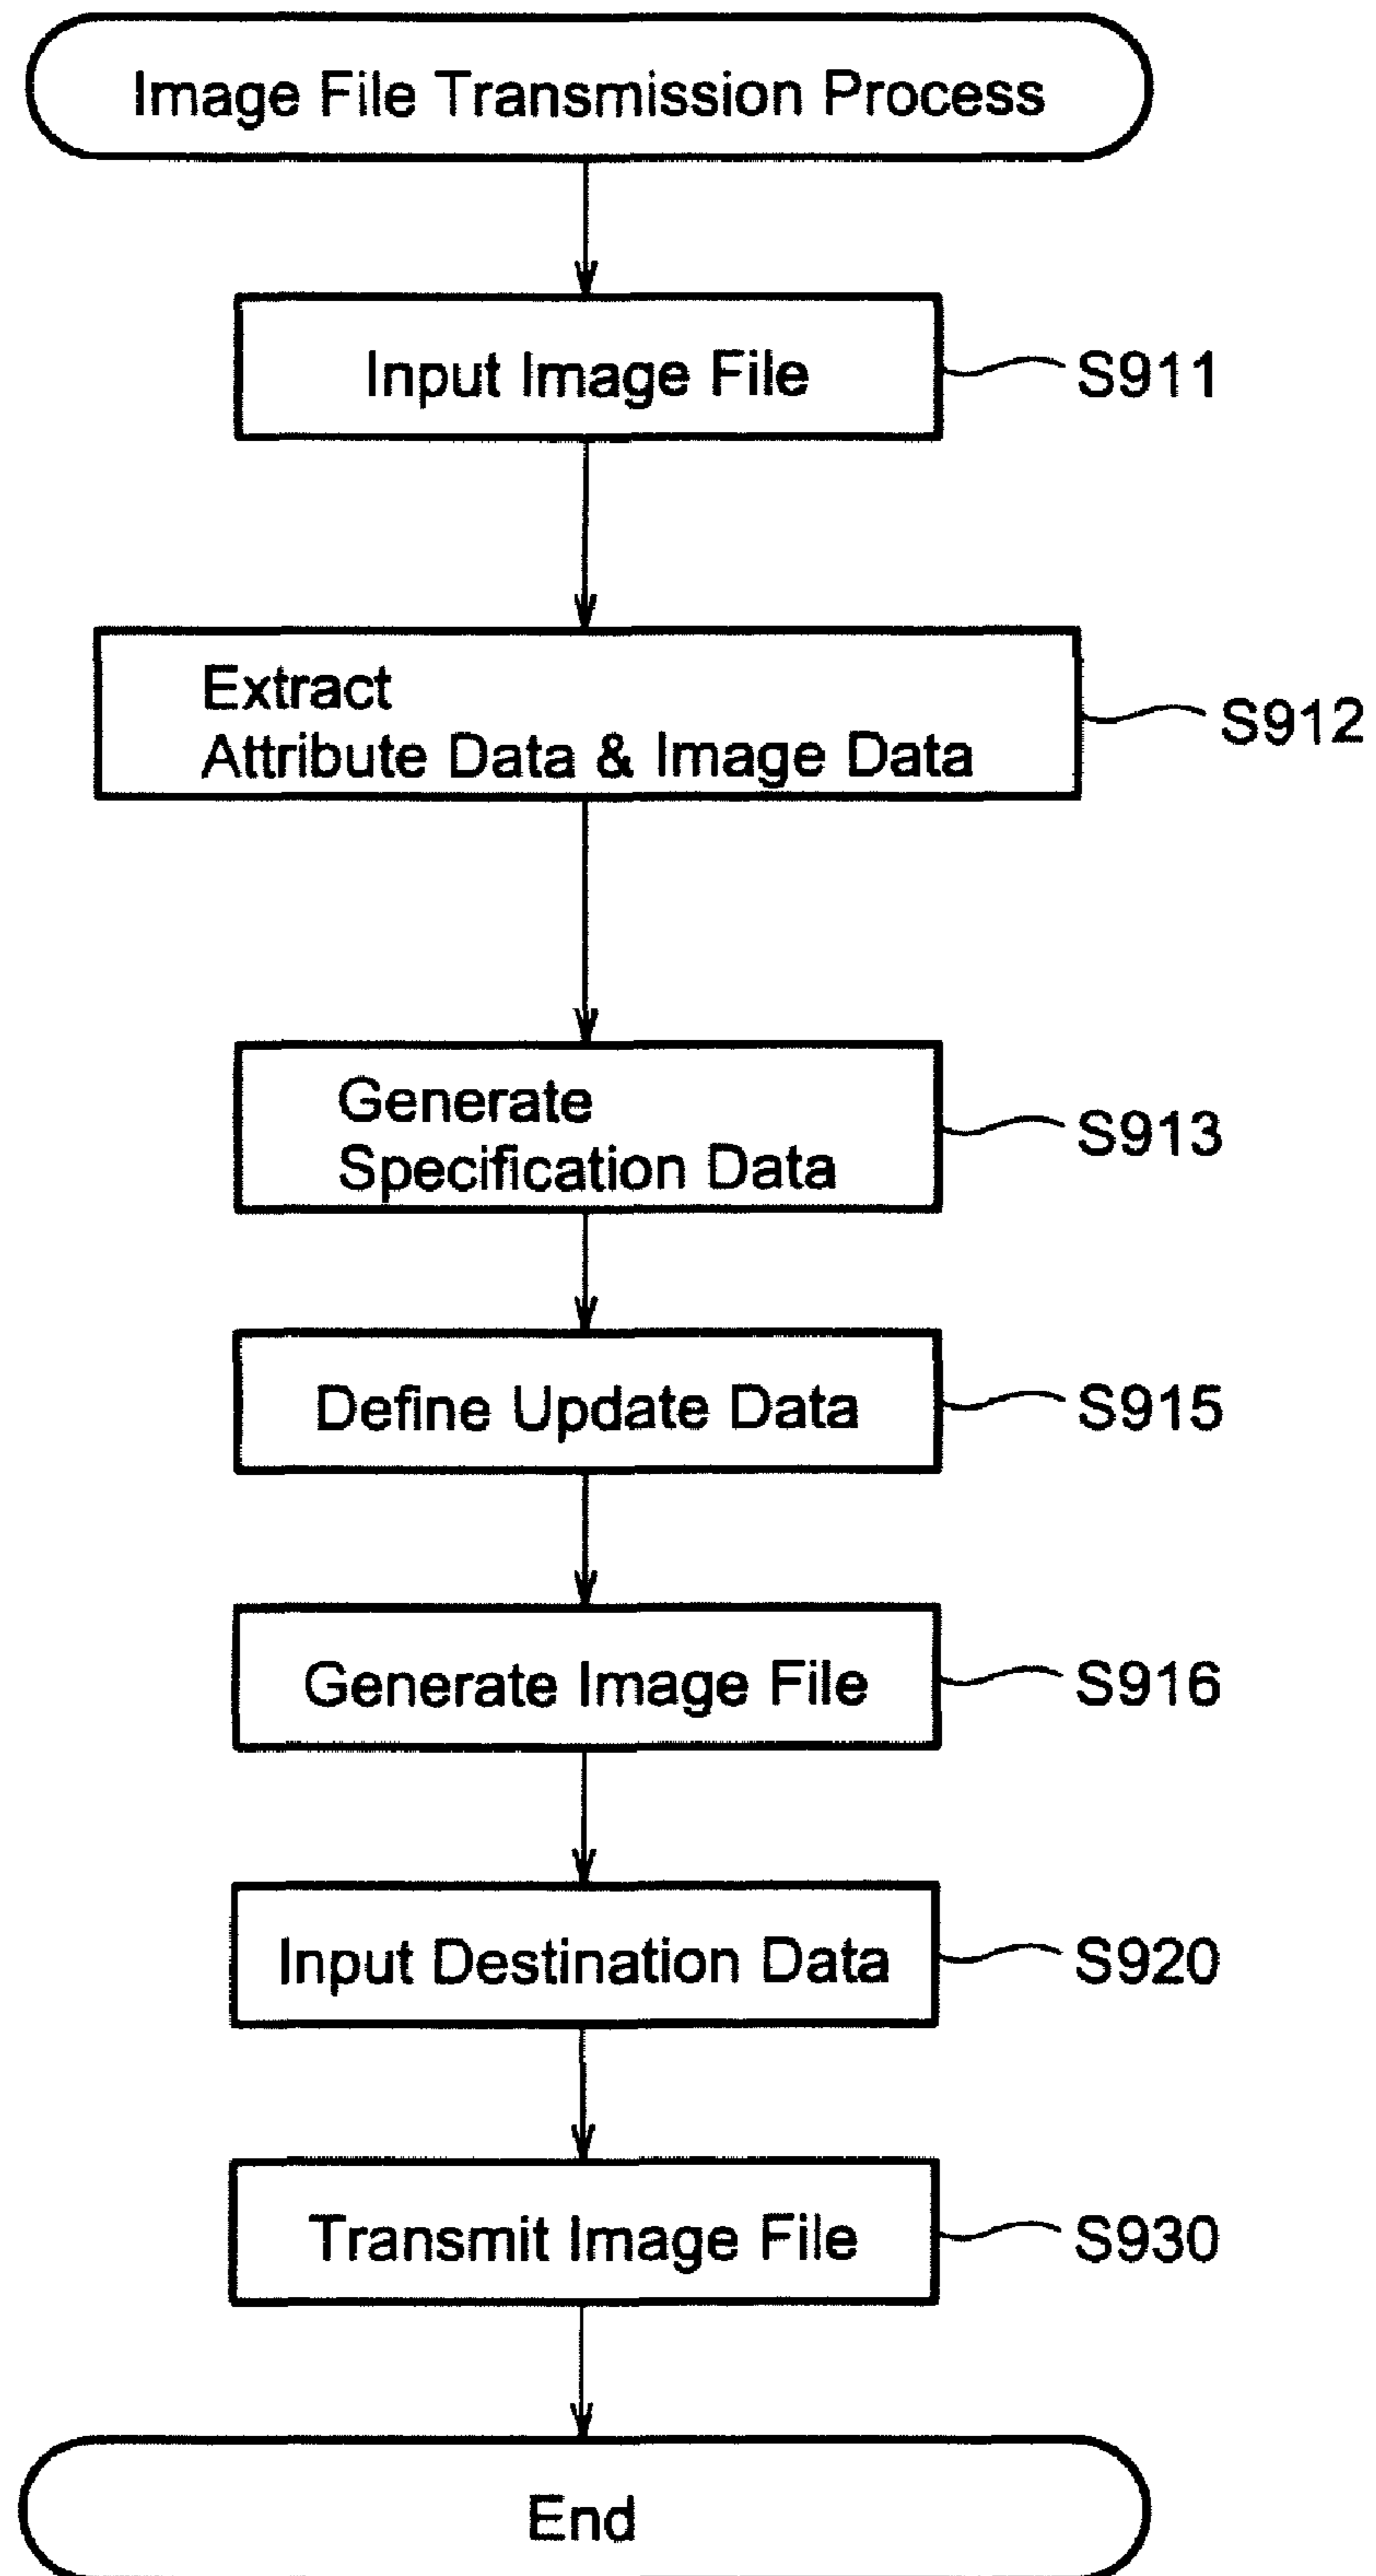 Image File Transmission Process
Input Image File
S911
Extract
Attribute Data & Image Data
S912
Generate
Specification Data
S913
Define Update Data
S915
Generate Image File
S916
Input Destination Data
S920
Transmit Image File
S930
End